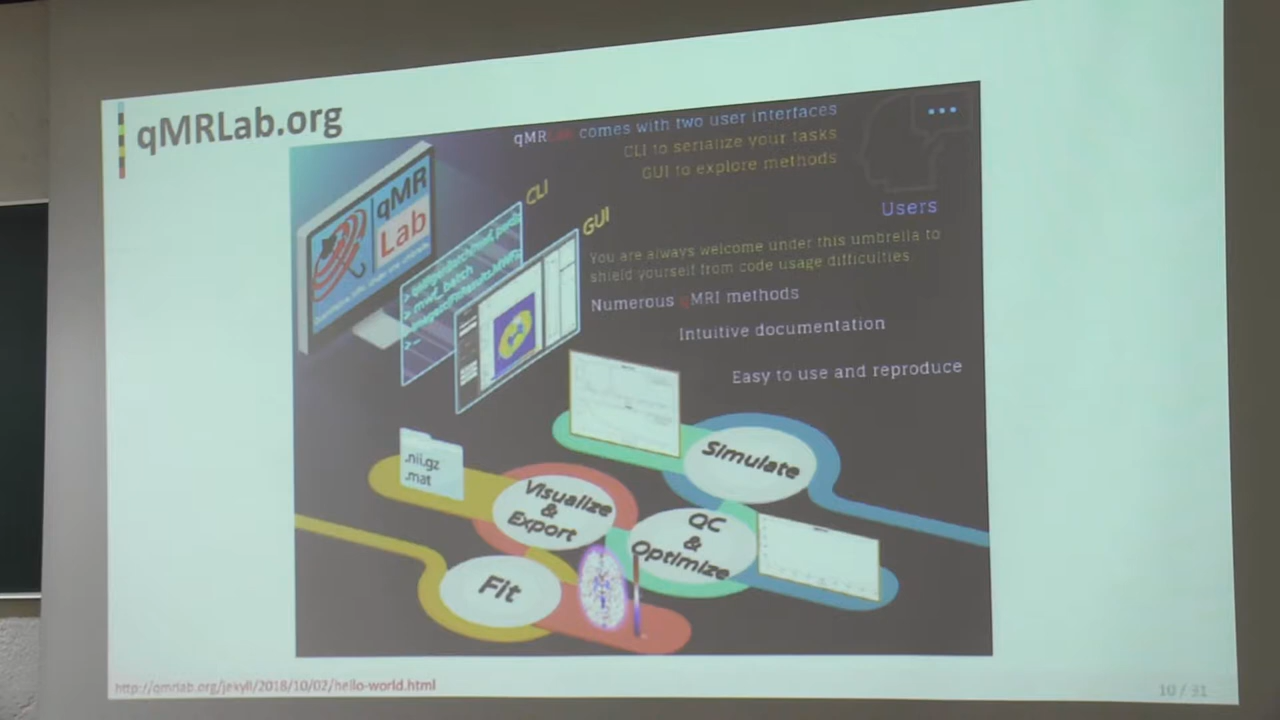 qMRLab.org
qMRLab comes with two user interfaces
CLI to serialize your tasks
GUI to explore methods
Users
qMR
Lab
CLI
GUI
You are always welcome under this umbrella to
shield yourself from code usage difficulties
Numerous qMRI methods
Intuitive documentation
Easy to use and reproduce
.nii.gz
.mat
Simulate
Visualize
&
Export
QC
&
Optimize
Fit
http://qmrlab.org/jekyll/2018/10/02/hello-world.html
10 / 31